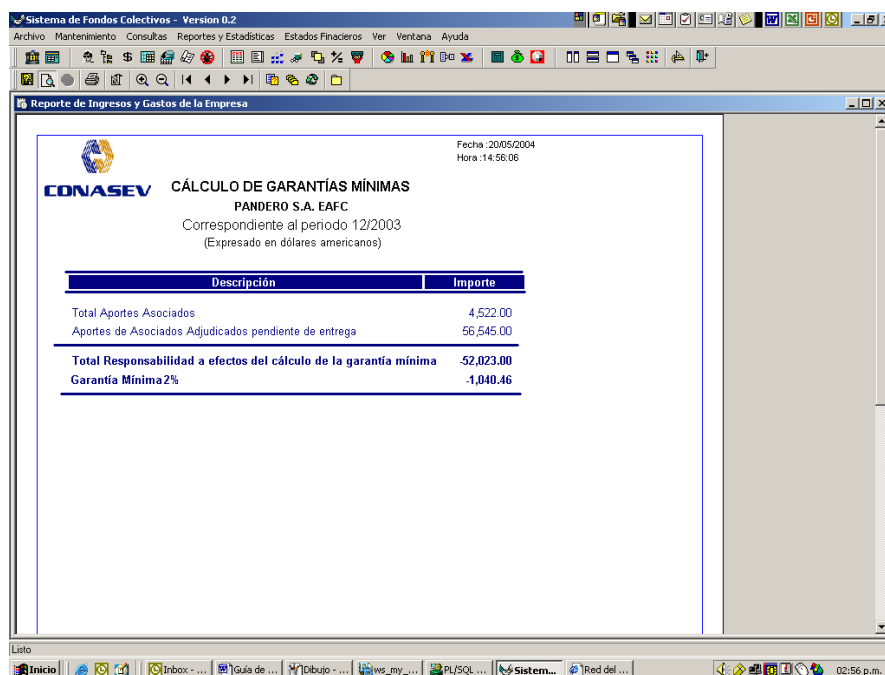 Sistema de Fondos Colectivos - Version 0.2
Archivo Mantenimiento Consultas Reportes y Estadísticas Estados Finacieros Ver Ventana Ayuda
Reporte de Ingresos y Gastos de la Empresa
Fecha :20/05/2004
Hora :14:56:06
CONASEV
CÁLCULO DE GARANTÍAS MÍNIMAS
PANDERO S.A. EAFC
Correspondiente al periodo 12/2003
(Expresado en dólares americanos)
Descripción Importe
Total Aportes Asociados 4,522.00
Aportes de Asociados Adjudicados pendiente de entrega 56,545.00
Total Responsabilidad a efectos del cálculo de la garantía mínima -52,023.00
Garantía Mínima2% -1,040.46
Listo
Inicio Inbox - ... Guía de ... Dibujo - ... ws_my_... PL/SQL ... Sistem... Red del ... 02:56 p.m.